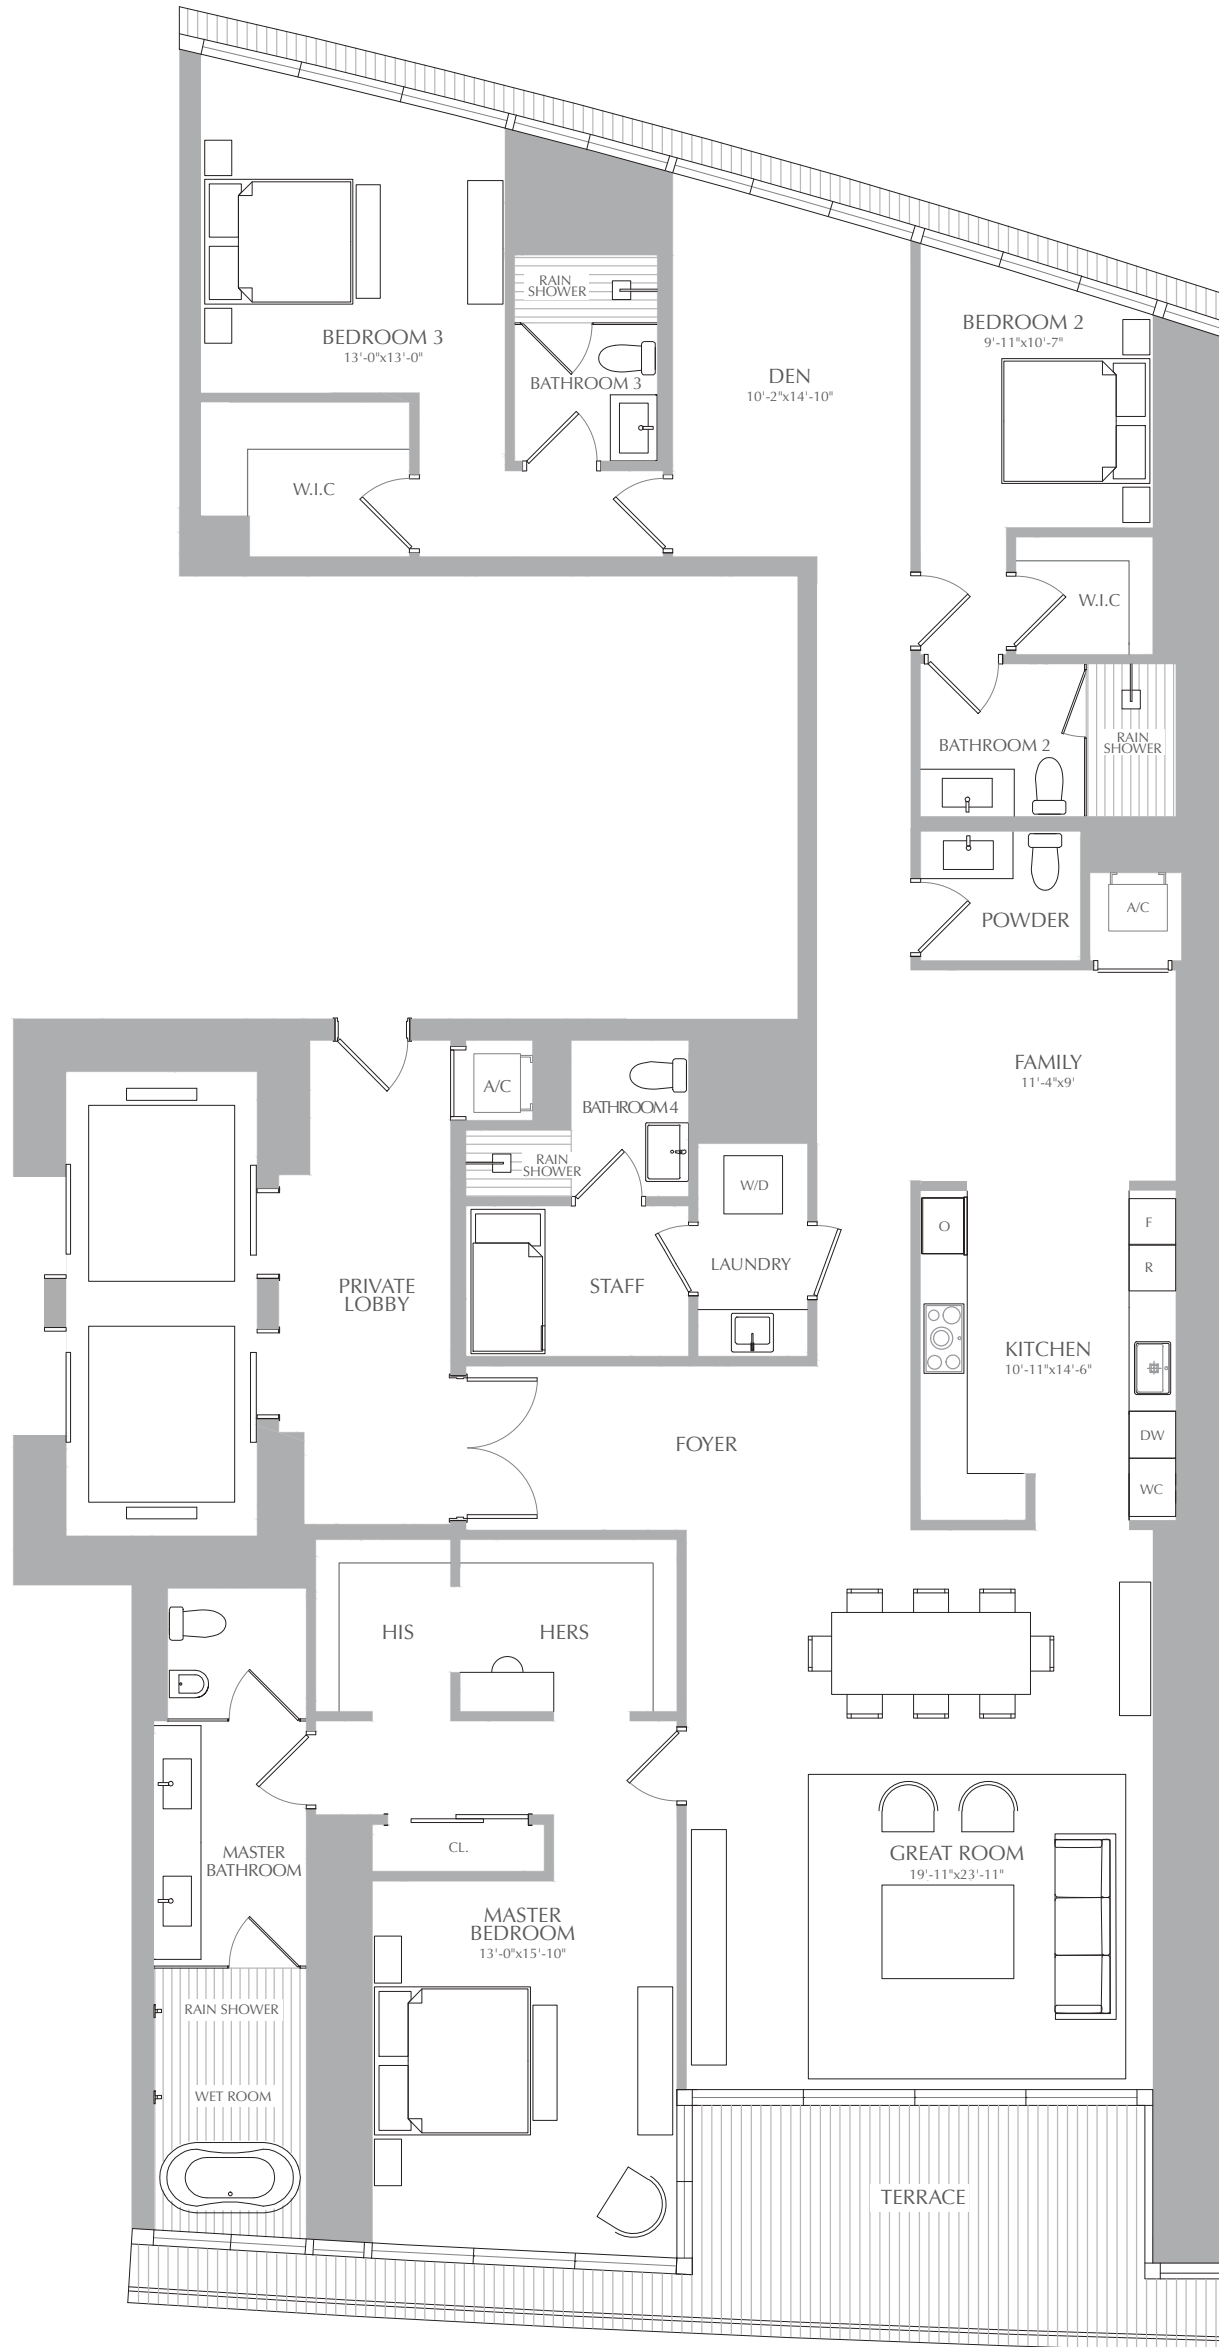 RAIN
SHOWER
BEDROOM 3
13'-0"x13'-0"
BATHROOM 3
DEN
10'-2"x14'-10"
BEDROOM 2
9'-11"x10'-7"
W.I.C
W.I.C
BATHROOM 2
RAIN
SHOWER
POWDER
A/C
FAMILY
11'-4"x9'
A/C
BATHROOM 4
RAIN
SHOWER
W/D
LAUNDRY
STAFF
PRIVATE
LOBBY
O
F
R
KITCHEN
10'-11"x14'-6"
DW
WC
FOYER
HIS
HERS
MASTER
BATHROOM
CL.
GREAT ROOM
19'-11"x23'-11"
MASTER
BEDROOM
13'-0"x15'-10"
RAIN SHOWER
WET ROOM
TERRACE